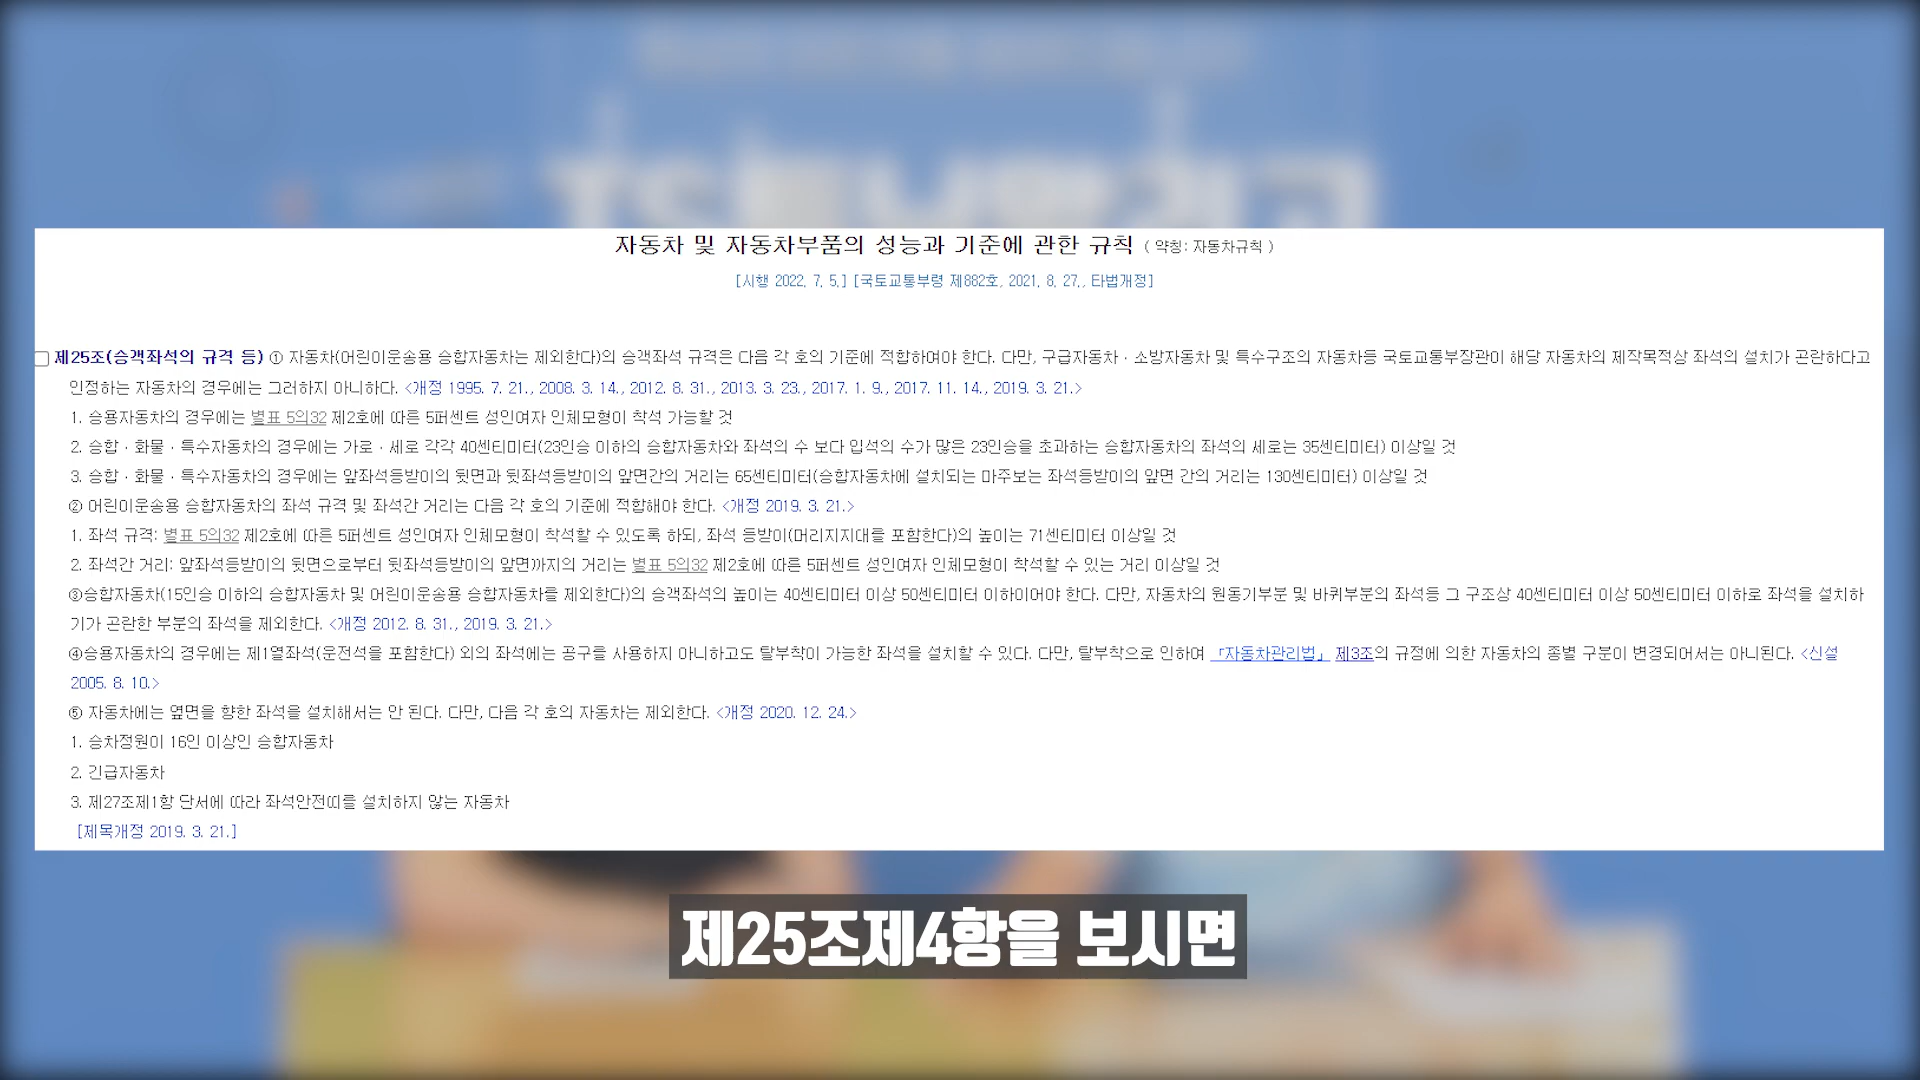 자동차 및 자동차부품의 성능과 기준에 관한 규칙 ( 약칭: 자동차규칙 )
[시행 2022. 7. 5.] [국토교통부령 제882호, 2021. 8. 27., 타법개정]
제25조(승객좌석의 규격 등) ① 자동차(어린이운송용 승합자동차는 제외한다)의 승객좌석 규격은 다음 각 호의 기준에 적합하여야 한다. 다만, 구급자동차ㆍ소방자동차 및 특수구조의 자동차등 국토교통부장관이 해당 자동차의 제작목적상 좌석의 설치가 곤란하다고
인정하는 자동차의 경우에는 그러하지 아니하다. <개정 1995. 7. 21., 2008. 3. 14., 2012. 8. 31., 2013. 3. 23., 2017. 1. 9., 2017. 11. 14., 2019. 3. 21.>
1. 승용자동차의 경우에는 별표 5의32 제2호에 따른 5퍼센트 성인여자 인체모형이 착석 가능할 것
2. 승합ㆍ화물ㆍ특수자동차의 경우에는 가로ㆍ세로 각각 40센티미터(23인승 이하의 승합자동차와 좌석의 수 보다 입석의 수가 많은 23인승을 초과하는 승합자동차의 좌석의 세로는 35센티미터) 이상일 것
3. 승합ㆍ화물ㆍ특수자동차의 경우에는 앞좌석등받이의 뒷면과 뒷좌석등받이의 앞면간의 거리는 65센티미터(승합자동차에 설치되는 마주보는 좌석등받이의 앞면 간의 거리는 130센티미터) 이상일 것
② 어린이운송용 승합자동차의 좌석 규격 및 좌석간 거리는 다음 각 호의 기준에 적합해야 한다. <개정 2019. 3. 21.>
1. 좌석 규격: 별표 5의32 제2호에 따른 5퍼센트 성인여자 인체모형이 착석할 수 있도록 하되, 좌석 등받이(머리지지대를 포함한다)의 높이는 71센티미터 이상일 것
2. 좌석간 거리: 앞좌석등받이의 뒷면으로부터 뒷좌석등받이의 앞면까지의 거리는 별표 5의32 제2호에 따른 5퍼센트 성인여자 인체모형이 착석할 수 있는 거리 이상일 것
③승합자동차(15인승 이하의 승합자동차 및 어린이운송용 승합자동차를 제외한다)의 승객좌석의 높이는 40센티미터 이상 50센티미터 이하이어야 한다. 다만, 자동차의 원동기부분 및 바퀴부분의 좌석등 그 구조상 40센티미터 이상 50센티미터 이하로 좌석을 설치하
기가 곤란한 부분의 좌석을 제외한다. <개정 2012. 8. 31., 2019. 3. 21.>
④승용자동차의 경우에는 제1열좌석(운전석을 포함한다) 외의 좌석에는 공구를 사용하지 아니하고도 탈부착이 가능한 좌석을 설치할 수 있다. 다만, 탈부착으로 인하여 「자동차관리법」 제3조의 규정에 의한 자동차의 종별 구분이 변경되어서는 아니된다. <신설
2005. 8. 10.>
⑤ 자동차에는 옆면을 향한 좌석을 설치해서는 안 된다. 다만, 다음 각 호의 자동차는 제외한다. <개정 2020. 12. 24.>
1. 승차정원이 16인 이상인 승합자동차
2. 긴급자동차
3. 제27조제1항 단서에 따라 좌석안전띠를 설치하지 않는 자동차
[제목개정 2019. 3. 21.]
제25조제4항을 보시면